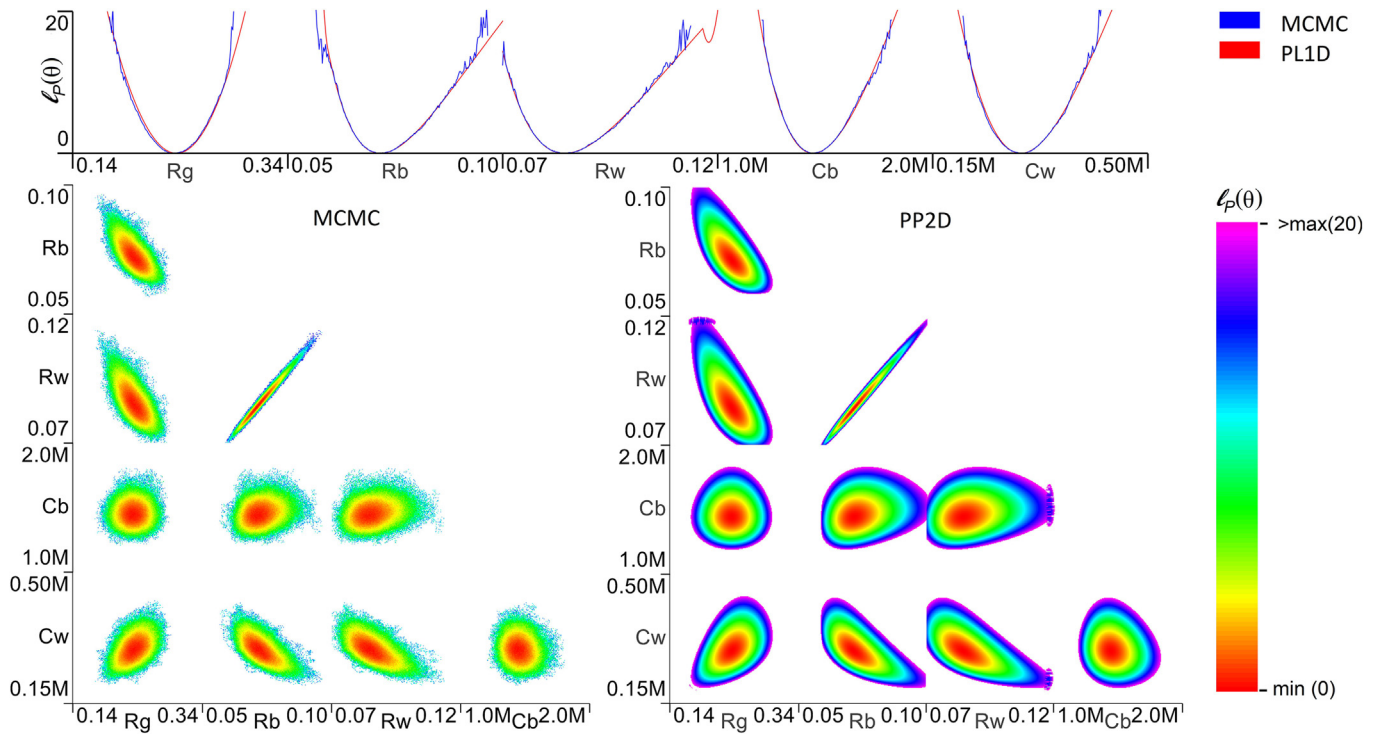 20
ℓP(θ)
0
MCMC
PL1D
0.14 Rg 0.34 0.05 Rb 0.10 0.07 Rw 0.12 1.0M Cb 2.0M 0.15M Cw 0.50M
MCMC
0.10
Rb
0.05
0.12
Rw
0.07
2.0M
Cb
1.0M
0.50M
Cw
0.15M
0.14 Rg 0.34 0.05 Rb 0.10 0.07 Rw 0.12 1.0M Cb 2.0M
PP2D
0.10
Rb
0.05
0.12
Rw
0.07
2.0M
Cb
1.0M
0.50M
Cw
0.15M
0.14 Rg 0.34 0.05 Rb 0.10 0.07 Rw 0.12 1.0M Cb 2.0M
ℓP(θ)
>max(20)
min (0)